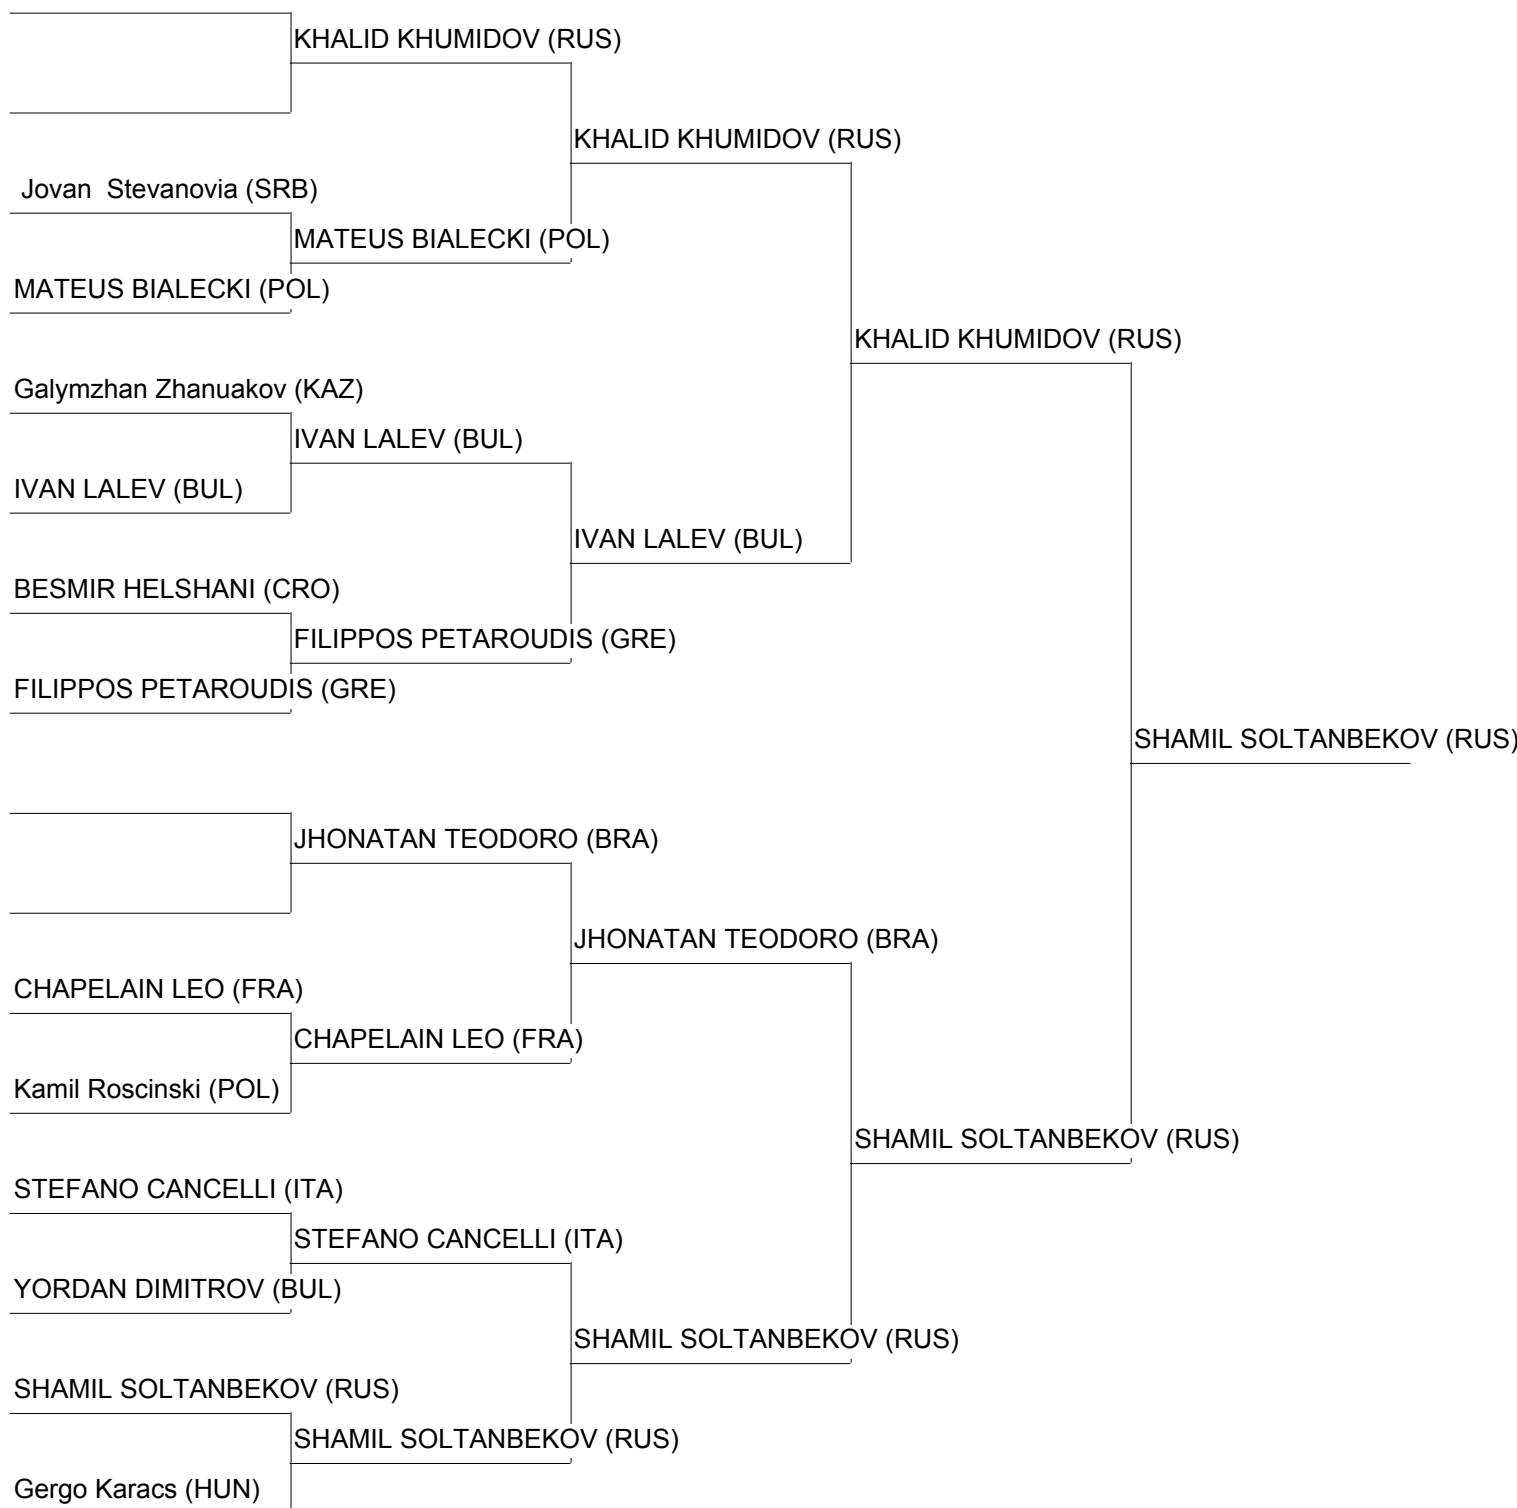 KHALID KHUMIDOV (RUS)
KHALID KHUMIDOV (RUS)
Jovan  Stevanovia (SRB)
MATEUS BIALECKI (POL)
MATEUS BIALECKI (POL)
KHALID KHUMIDOV (RUS)
Galymzhan Zhanuakov (KAZ)
IVAN LALEV (BUL)
IVAN LALEV (BUL)
IVAN LALEV (BUL)
BESMIR HELSHANI (CRO)
FILIPPOS PETAROUDIS (GRE)
FILIPPOS PETAROUDIS (GRE)
SHAMIL SOLTANBEKOV (RUS)
JHONATAN TEODORO (BRA)
JHONATAN TEODORO (BRA)
CHAPELAIN LEO (FRA)
CHAPELAIN LEO (FRA)
Kamil Roscinski (POL)
SHAMIL SOLTANBEKOV (RUS)
STEFANO CANCELLI (ITA)
STEFANO CANCELLI (ITA)
YORDAN DIMITROV (BUL)
SHAMIL SOLTANBEKOV (RUS)
SHAMIL SOLTANBEKOV (RUS)
SHAMIL SOLTANBEKOV (RUS)
Gergo Karacs (HUN)